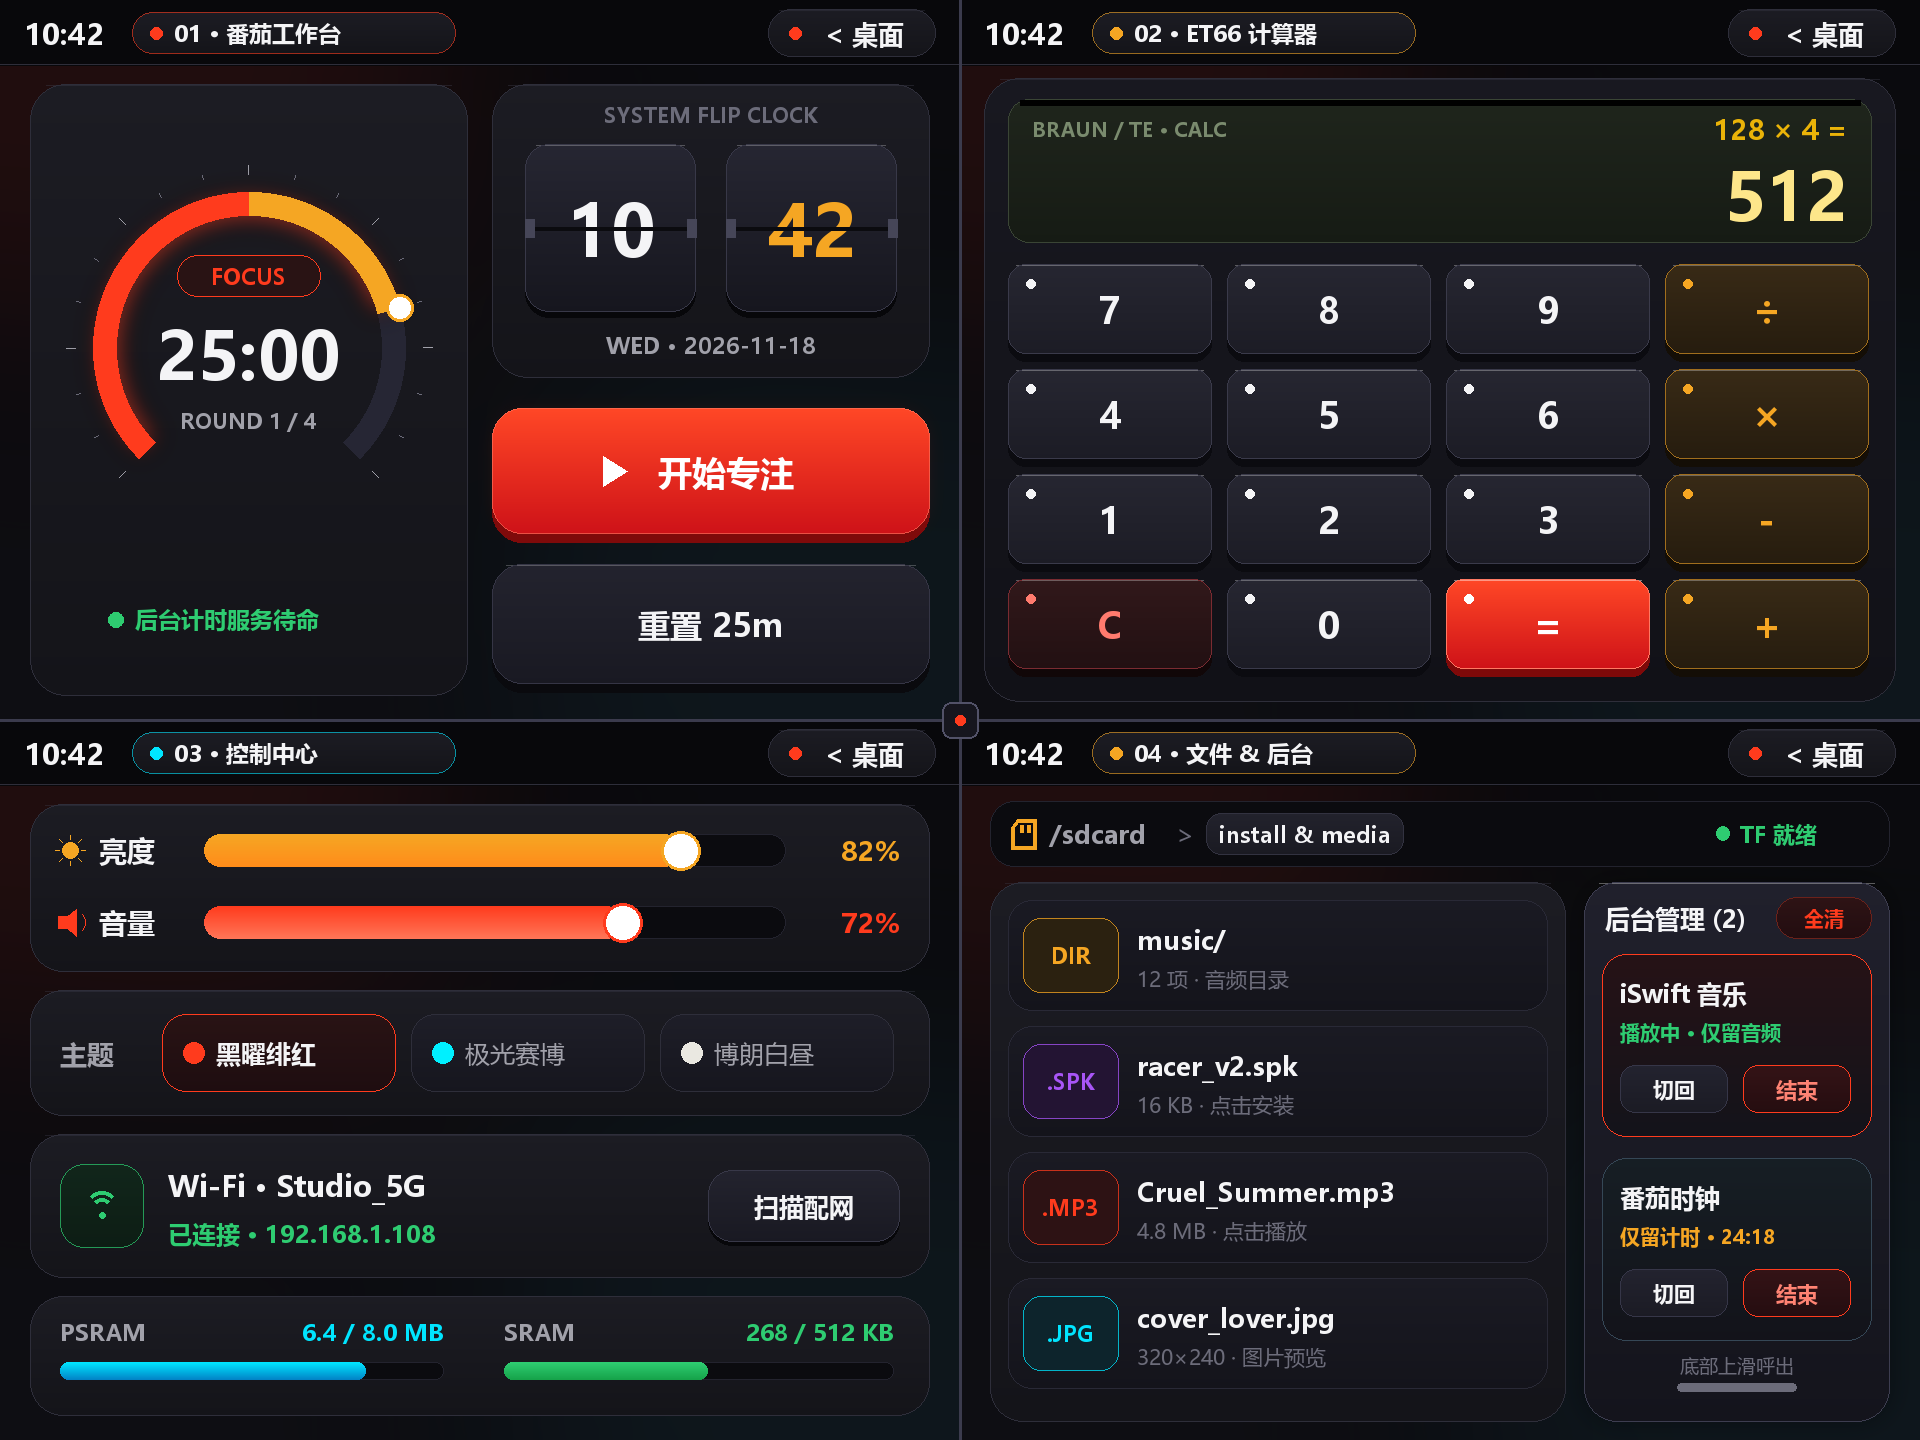 10:42
01 • 番茄工作台
< 桌面
FOCUS
25:00
ROUND 1 / 4
后台计时服务待命
SYSTEM FLIP CLOCK
10 42
WED • 2026-11-18
开始专注
重置 25m
10:42
02 • ET66 计算器
< 桌面
BRAUN / TE • CALC
128 × 4 =
512
7 8 9 ÷
4 5 6 ×
1 2 3 -
C 0 = +
10:42
03 • 控制中心
< 桌面
亮度 82%
音量 72%
主题 黑曜绯红 极光赛博 博朗白昼
Wi-Fi • Studio_5G
已连接 • 192.168.1.108
扫描配网
PSRAM 6.4 / 8.0 MB
SRAM 268 / 512 KB
10:42
04 • 文件 & 后台
< 桌面
/sdcard > install & media
TF 就绪
DIR
music/
12 项 · 音频目录
.SPK
racer_v2.spk
16 KB · 点击安装
.MP3
Cruel_Summer.mp3
4.8 MB · 点击播放
.JPG
cover_lover.jpg
320×240 · 图片预览
后台管理 (2)
全清
iSwift 音乐
播放中 • 仅留音频
切回 结束
番茄时钟
仅留计时 • 24:18
切回 结束
底部上滑呼出